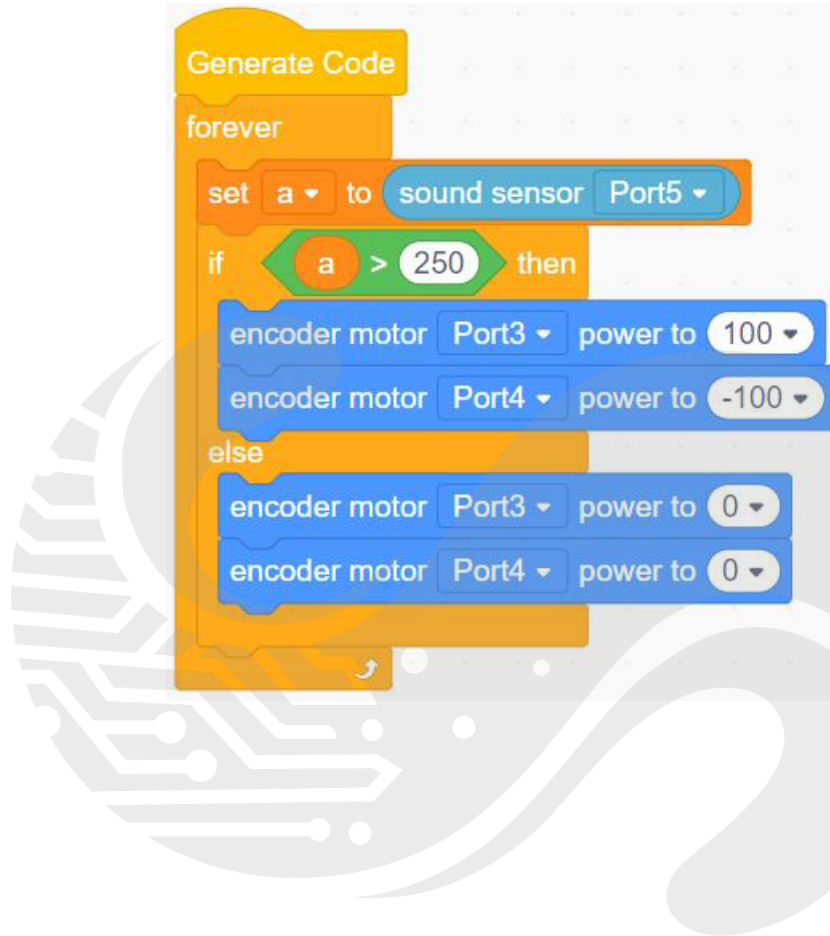 Generate Code
forever
set a to sound sensor Port5
if a > 250 then
encoder motor Port3 power to 100
encoder motor Port4 power to -100
else
encoder motor Port3 power to 0
encoder motor Port4 power to 0